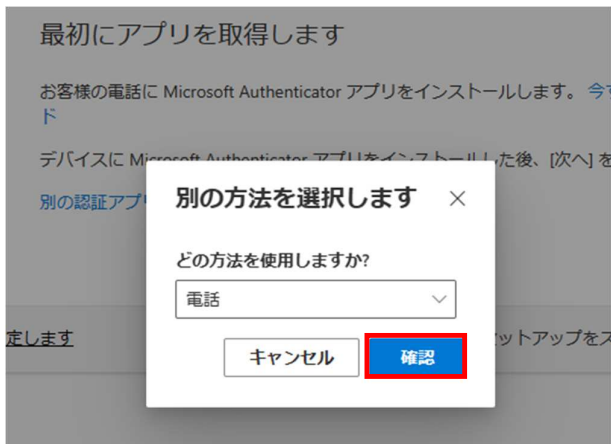 最初にアプリを取得します
お客様の電話に Microsoft Authenticator アプリをインストールします。 今す
ド
デバイスに Microsoft Authenticator アプリをインストールした後、[次へ] を
別の認証アプ
別の方法を選択します
どの方法を使用しますか?
電話
キャンセル 確認
定します
ットアップをス